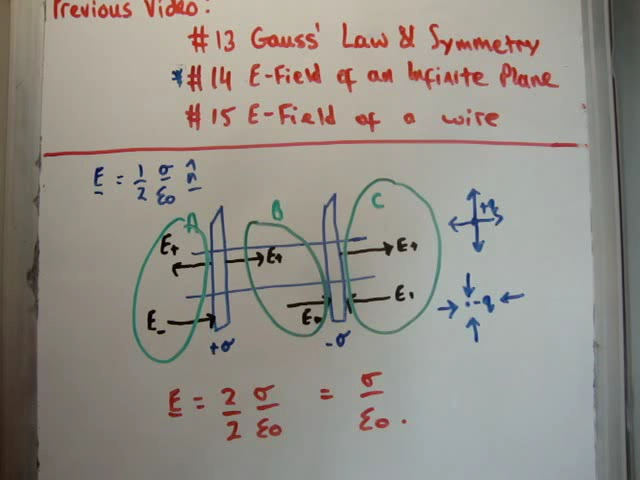 Previous Video:
#13 Gauss' Law & Symmetry
*#14 E-Field of an Infinite Plane
#15 E-Field of a wire
E = 1/2 σ/ε0 n̂
A B C
+q
E+ E+ E+
-q
E- E- E-
+σ -σ
E = 2/2 σ/ε0 = σ/ε0.